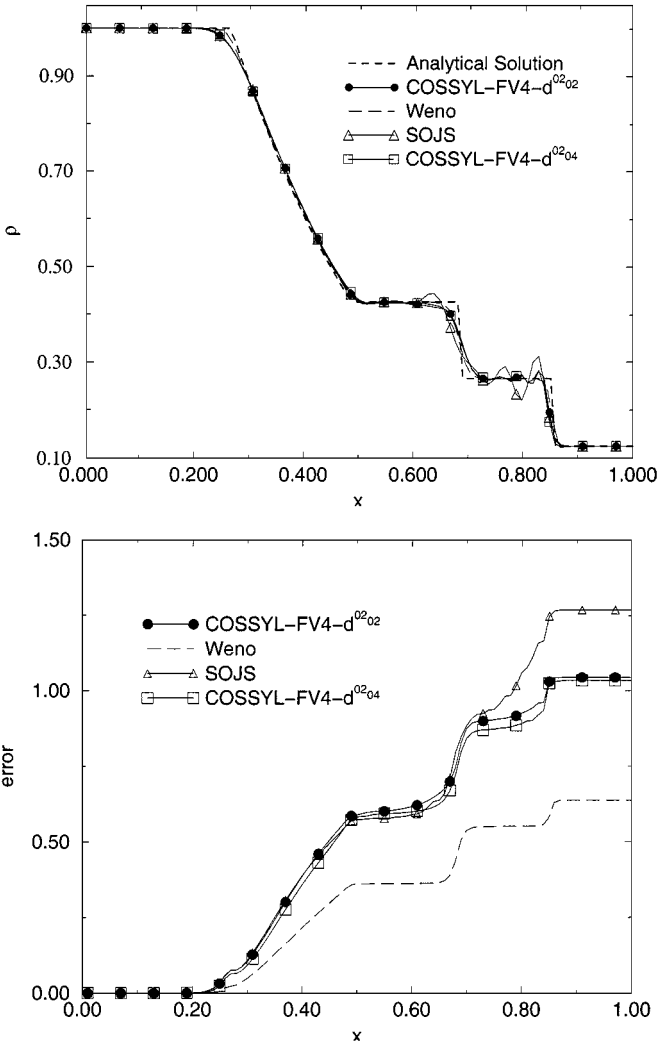 0.90
0.70
0.50
0.30
0.10
ρ
0.000
0.200
0.400
0.600
0.800
1.000
x
Analytical Solution
COSSYL–FV4–d⁰²₀₂
Weno
SOJS
COSSYL–FV4–d⁰²₀₄
1.50
1.00
0.50
0.00
error
0.00
0.20
0.40
0.60
0.80
1.00
x
COSSYL–FV4–d⁰²₀₂
Weno
SOJS
COSSYL–FV4–d⁰²₀₄